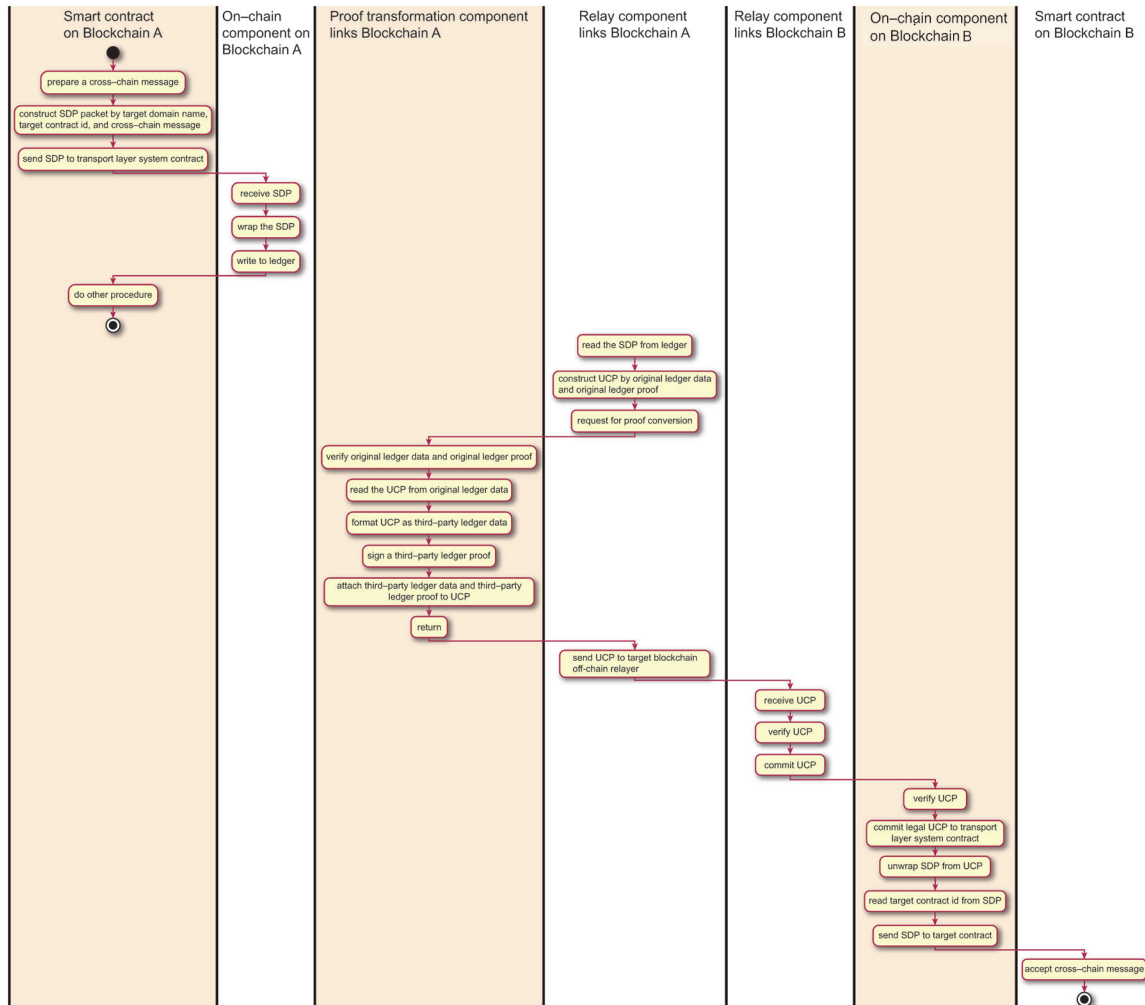 Smart contract
on Blockchain A
On–chain
component on
Blockchain A
Proof transformation component
links Blockchain A
Relay component
links Blockchain A
Relay component
links Blockchain B
On–chain component
on Blockchain B
Smart contract
on Blockchain B
prepare a cross–chain message
construct SDP packet by target domain name,
target contract id, and cross–chain message
send SDP to transport layer system contract
receive SDP
wrap the SDP
write to ledger
do other procedure
read the SDP from ledger
construct UCP by original ledger data
and original ledger proof
request for proof conversion
verify original ledger data and original ledger proof
read the UCP from original ledger data
format UCP as third–party ledger data
sign a third–party ledger proof
attach third–party ledger data and third–party
ledger proof to UCP
return
send UCP to target blockchain
off-chain relayer
receive UCP
verify UCP
commit UCP
verify UCP
commit legal UCP to transport
layer system contract
unwrap SDP from UCP
read target contract id from SDP
send SDP to target contract
accept cross–chain message